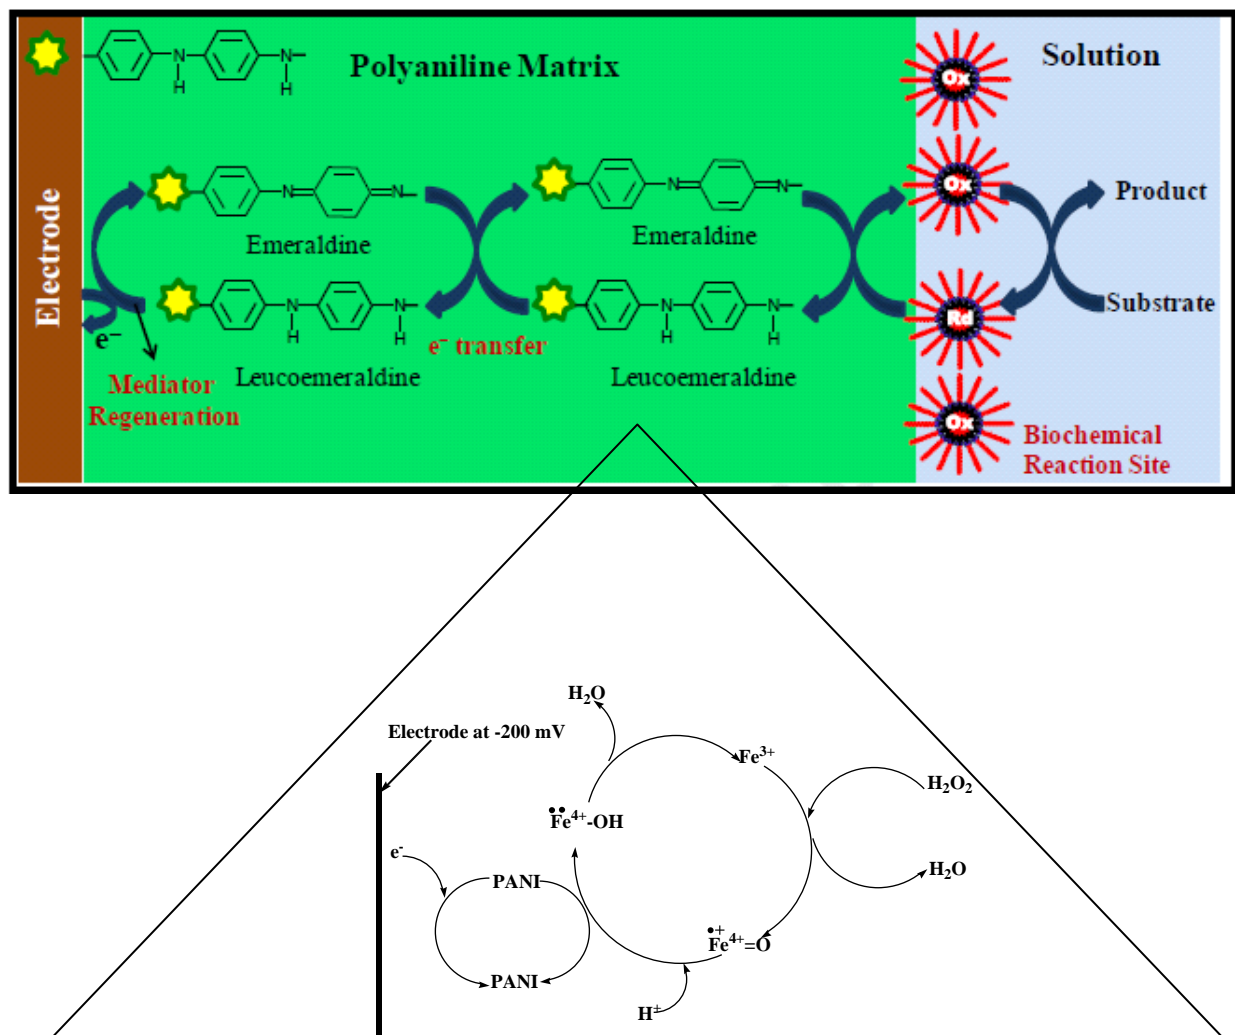 Polyaniline Matrix
Solution
N
H
N
H
Ox
Electrode
N
N
Emeraldine
N
N
Emeraldine
Ox
Product
e⁻
Mediator
Regeneration
N
H
N
H
Leucoemeraldine
e⁻ transfer
N
H
N
H
Leucoemeraldine
Rd
Substrate
Ox
Biochemical
Reaction Site
Electrode at -200 mV
H₂O
Fe³⁺
H₂O₂
Fe⁴⁺-OH
H₂O
e⁻
PANI
PANI
•+
Fe⁴⁺=O
H⁺